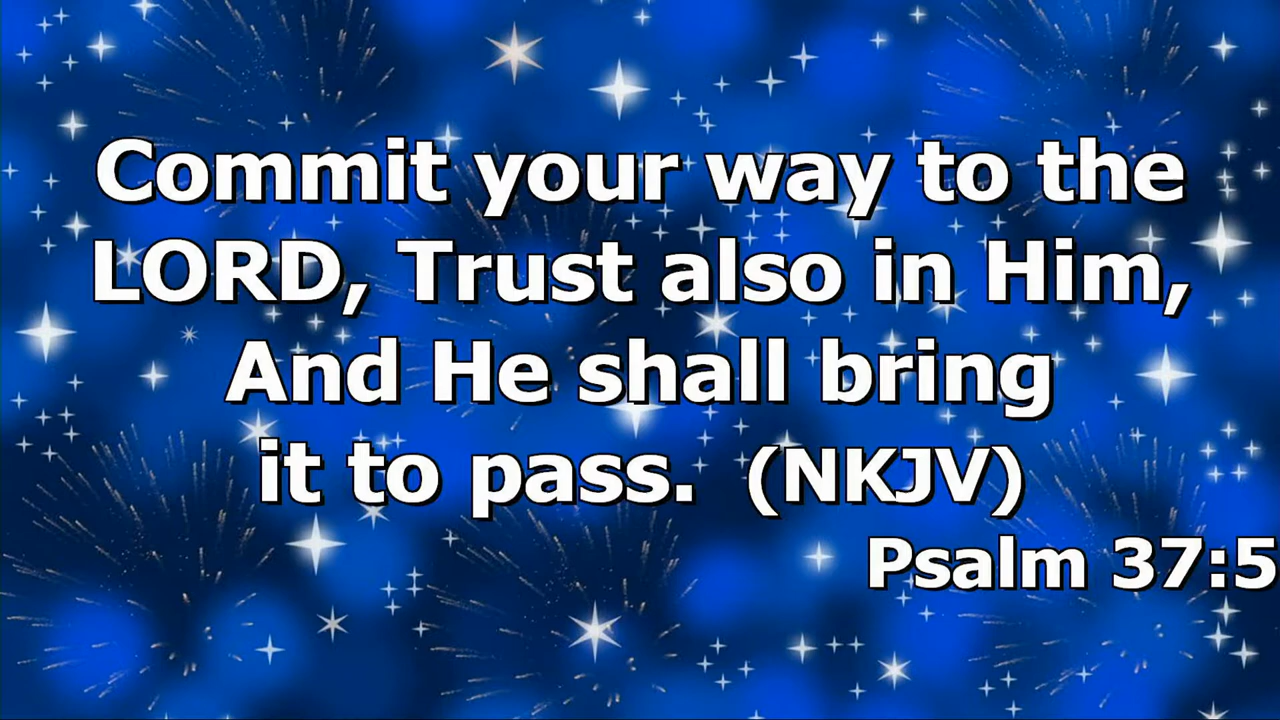 Commit your way to the
LORD, Trust also in Him,
And He shall bring
it to pass. (NKJV)
Psalm 37:5